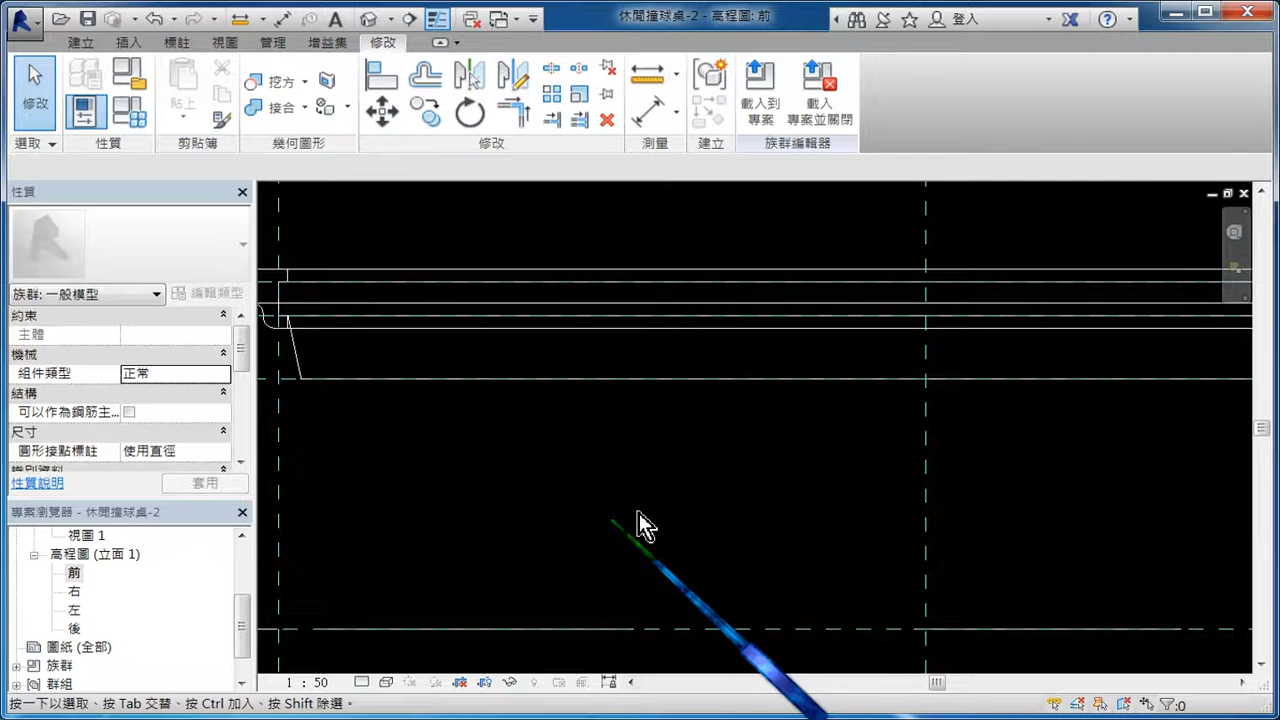 休閒撞球桌-2 - 高程圖: 前
登入
建立 插入 標註 視圖 管理 增益集 修改
修改
貼上
挖方
接合
載入到
專案
載入
專案並關閉
選取 性質 剪貼簿 幾何圖形 修改 測量 建立 族群編輯器
性質
族群: 一般模型 編輯類型
約束
主體
機械
組件類型 正常
結構
可以作為鋼筋主...
尺寸
圓形接點標註 使用直徑
識別資料
性質說明 套用
專案瀏覽器 - 休閒撞球桌-2
視圖 1
高程圖 (立面 1)
前
右
左
後
圖紙 (全部)
族群
群組
1 : 50
按一下以選取、按 Tab 交替、按 Ctrl 加入、按 Shift 除選。
:0